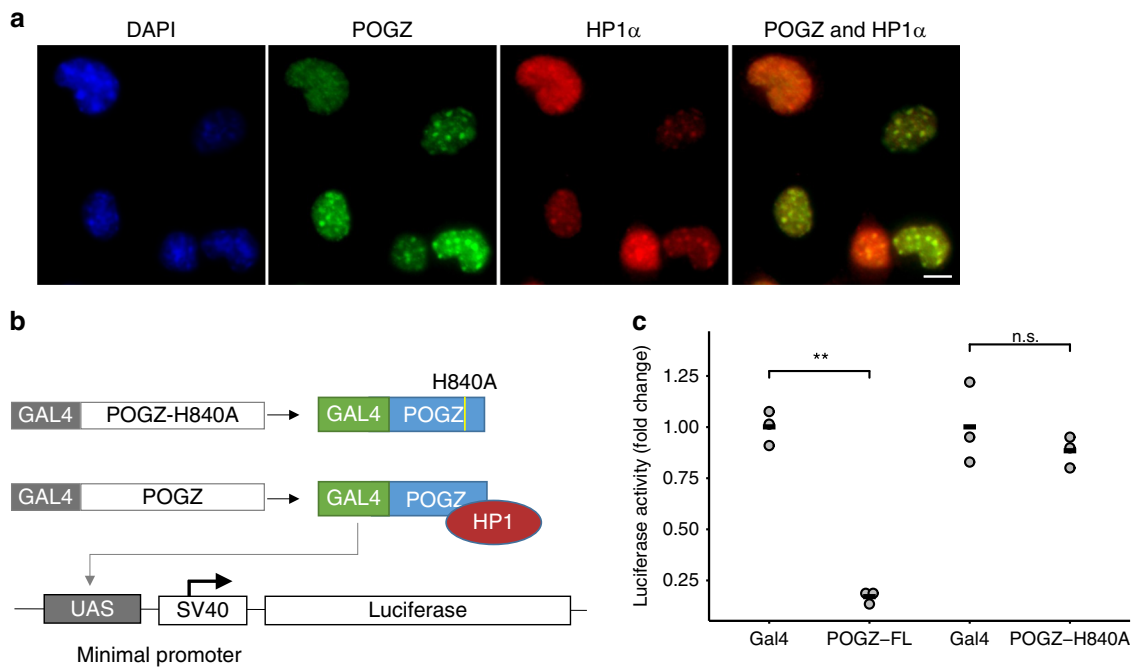 a
DAPI POGZ HP1α POGZ and HP1α
b
H840A
GAL4 POGZ-H840A GAL4 POGZ
GAL4 POGZ GAL4 POGZ
HP1
UAS SV40 Luciferase
Minimal promoter
c
Luciferase activity (fold change)
** n.s.
1.25
1.00
0.75
0.50
0.25
Gal4 POGZ–FL Gal4 POGZ–H840A